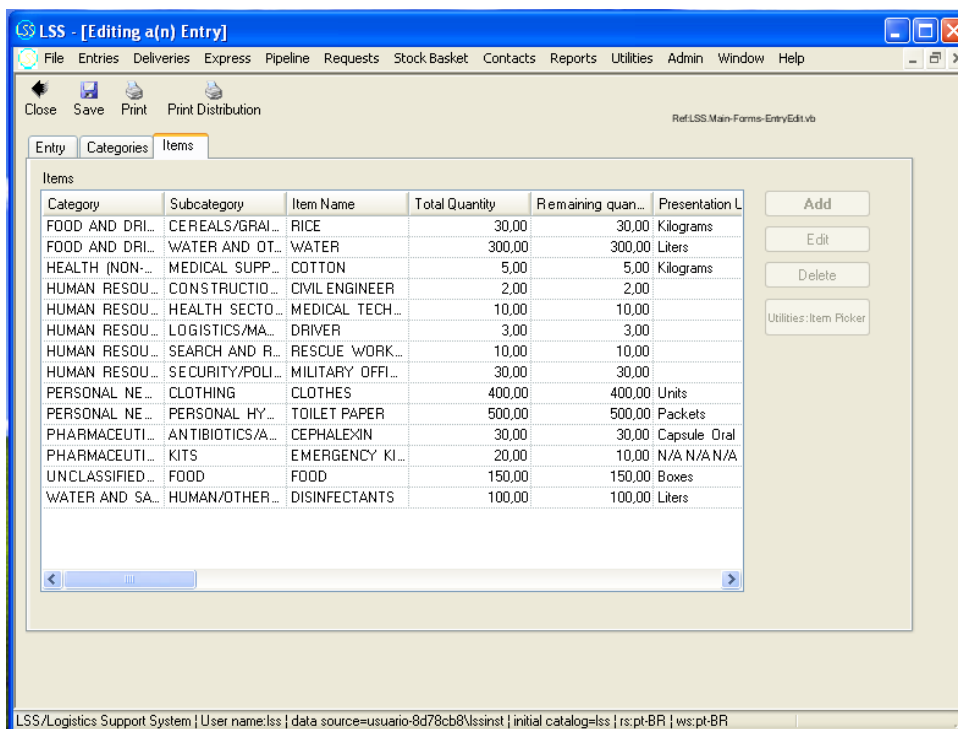 LSS - [Editing a(n) Entry]
File Entries Deliveries Express Pipeline Requests Stock Basket Contacts Reports Utilities Admin Window Help
Close Save Print Print Distribution
Ref:LSS.Main-Forms-EntryEdit.vb
Entry Categories Items
Items
Category Subcategory Item Name Total Quantity Remaining quan... Presentation U
FOOD AND DRI... CEREALS/GRAI... RICE 30,00 30,00 Kilograms
FOOD AND DRI... WATER AND OT... WATER 300,00 300,00 Liters
HEALTH (NON-... MEDICAL SUPP... COTTON 5,00 5,00 Kilograms
HUMAN RESOU... CONSTRUCTIO... CIVIL ENGINEER 2,00 2,00
HUMAN RESOU... HEALTH SECTO... MEDICAL TECH... 10,00 10,00
HUMAN RESOU... LOGISTICS/MA... DRIVER 3,00 3,00
HUMAN RESOU... SEARCH AND R... RESCUE WORK... 10,00 10,00
HUMAN RESOU... SECURITY/POLI... MILITARY OFFI... 30,00 30,00
PERSONAL NE... CLOTHING CLOTHES 400,00 400,00 Units
PERSONAL NE... PERSONAL HY... TOILET PAPER 500,00 500,00 Packets
PHARMACEUTI... ANTIBIOTICS/A... CEPHALEXIN 30,00 30,00 Capsule Oral
PHARMACEUTI... KITS EMERGENCY KI... 20,00 10,00 N/A N/A N/A
UNCLASSIFIED... FOOD FOOD 150,00 150,00 Boxes
WATER AND SA... HUMAN/OTHER... DISINFECTANTS 100,00 100,00 Liters
Add
Edit
Delete
Utilities:Item Picker
LSS/Logistics Support System ¦ User name:lss ¦ data source=usuario-8d78cb8\lssinst ¦ initial catalog=lss ¦ rs:pt-BR ¦ ws:pt-BR